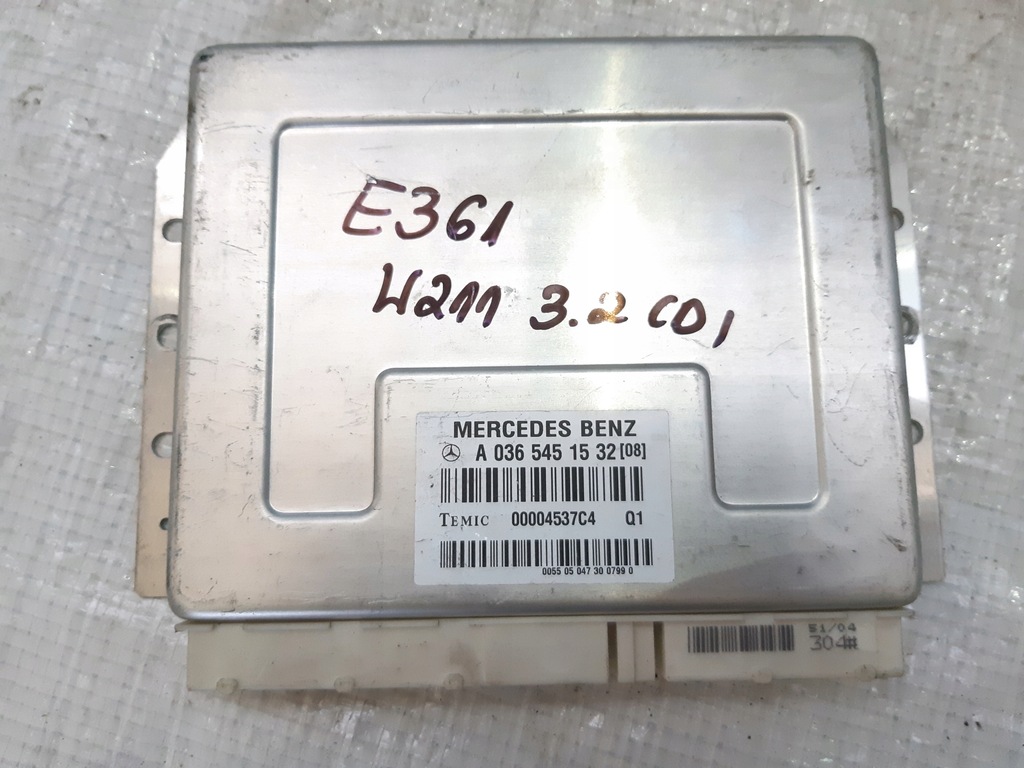 E361
W211 3.2 CDI
MERCEDES BENZ
A 036 545 15 32 [08]
TEMIC 00004537C4 Q1
0055 05 047 30 0799 0
51/04
304#